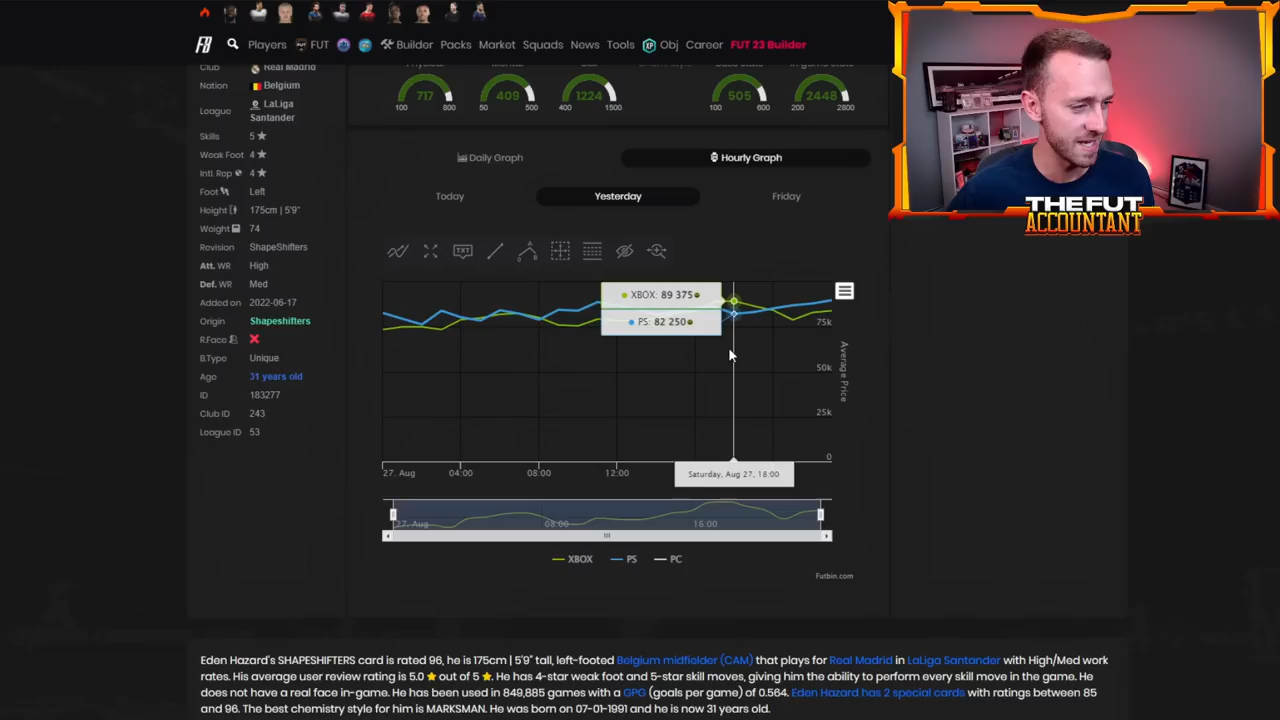 F8 Players FUT Builder Packs Market Squads News Tools XP Obj Career FUT 23 Builder
Club Real Madrid
Nation Belgium
League LaLiga
Santander
Skills 5
Weak Foot 4
Intl. Rep 4
Foot Left
Height 175cm | 5'9"
Weight 74
Revision ShapeShifters
Att. WR High
Def. WR Med
Added on 2022-06-17
Origin Shapeshifters
R.Face
B.Type Unique
Age 31 years old
ID 183277
Club ID 243
League ID 53
717 409 1224 505 2448
100 800 50 500 400 1500 100 600 200 2800
Daily Graph Hourly Graph
Today Yesterday Friday
TXT
XBOX: 89 375
PS: 82 250
75k
50k
25k
0
Average Price
27. Aug 04:00 08:00 12:00
Saturday, Aug 27, 18:00
27. Aug 08:00 16:00
XBOX PS PC
Futbin.com
THE FUT
ACCOUNTANT
Eden Hazard's SHAPESHIFTERS card is rated 96, he is 175cm | 5'9" tall, left-footed Belgium midfielder (CAM) that plays for Real Madrid in LaLiga Santander with High/Med work
rates. His average user review rating is 5.0 out of 5. He has 4-star weak foot and 5-star skill moves, giving him the ability to perform every skill move in the game. He
does not have a real face in-game. He has been used in 849,885 games with a GPG (goals per game) of 0.564. Eden Hazard has 2 special cards with ratings between 85
and 96. The best chemistry style for him is MARKSMAN. He was born on 07-01-1991 and he is now 31 years old.